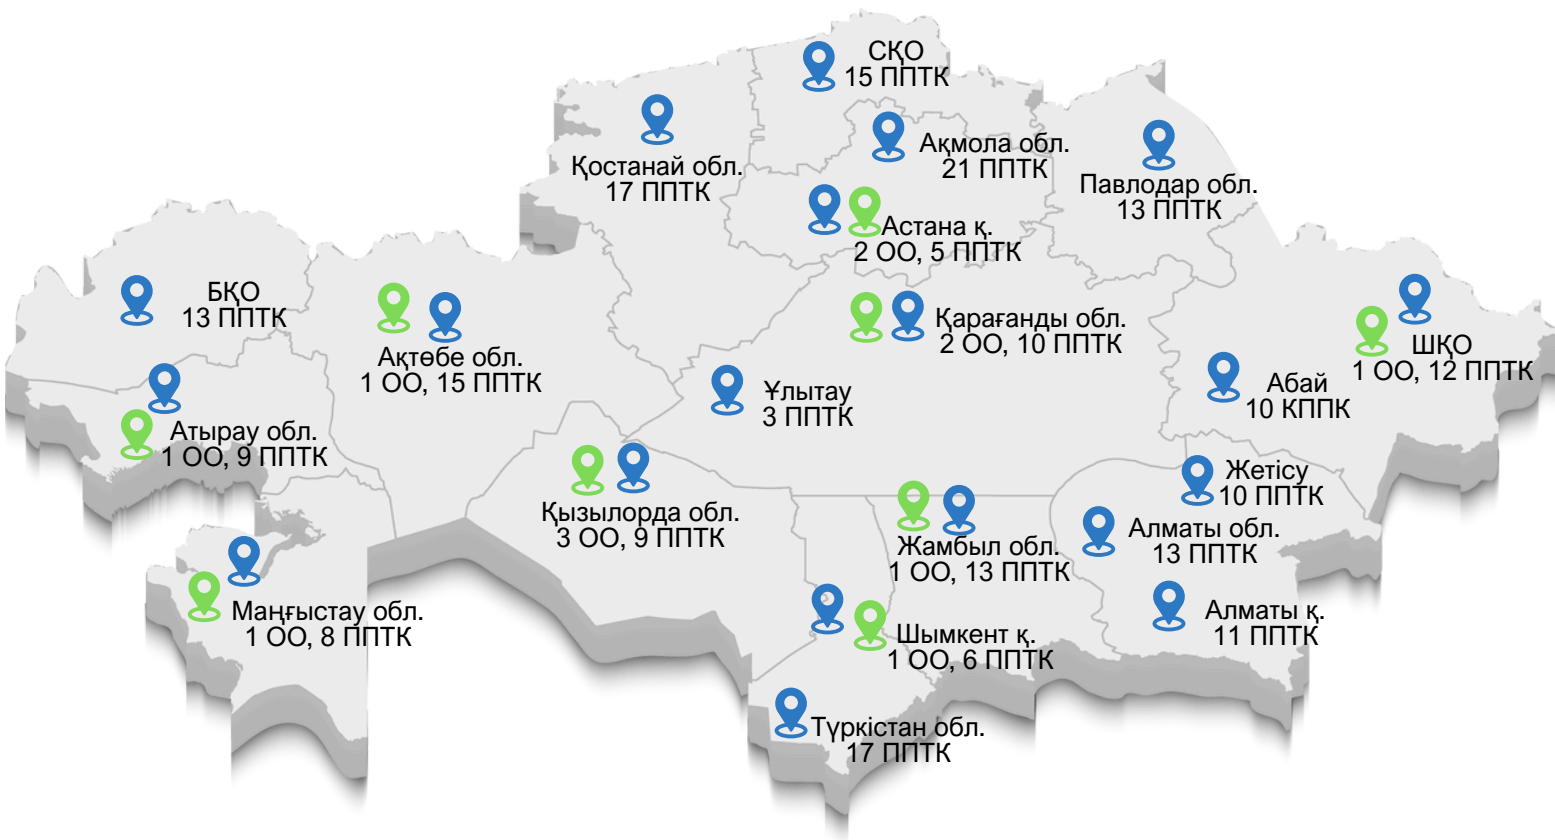 СҚО
15 ППТК
Қостанай обл.
17 ППТК
Ақмола обл.
21 ППТК
Павлодар обл.
13 ППТК
Астана қ.
2 ОО, 5 ППТК
БҚО
13 ППТК
Ақтөбе обл.
1 ОО, 15 ППТК
Қарағанды обл.
2 ОО, 10 ППТК
ШҚО
1 ОО, 12 ППТК
Ұлытау
3 ППТК
Абай
10 КППК
Атырау обл.
1 ОО, 9 ППТК
Жетісу
10 ППТК
Қызылорда обл.
3 ОО, 9 ППТК
Жамбыл обл.
1 ОО, 13 ППТК
Алматы обл.
13 ППТК
Маңғыстау обл.
1 ОО, 8 ППТК
Алматы қ.
11 ППТК
Шымкент қ.
1 ОО, 6 ППТК
Түркістан обл.
17 ППТК